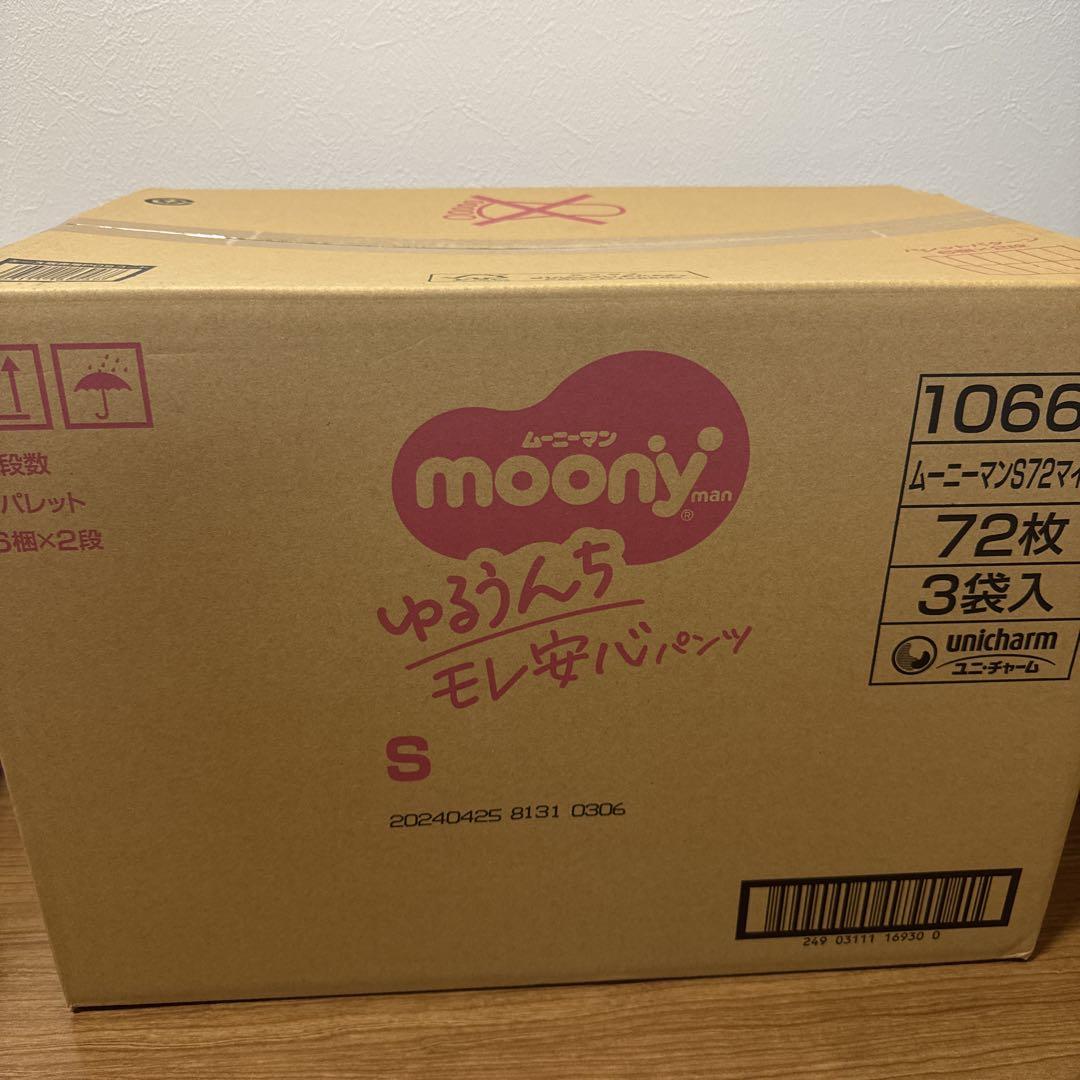 段数
パレット
6梱×2段
ムーニーマン
moony
man
®
ゆるうんち
モレ安心パンツ
S
20240425 8131 0306
1066
ムーニーマンS72マイ
72枚
3袋入
unicharm
ユニ・チャーム
249 03111 16930 0